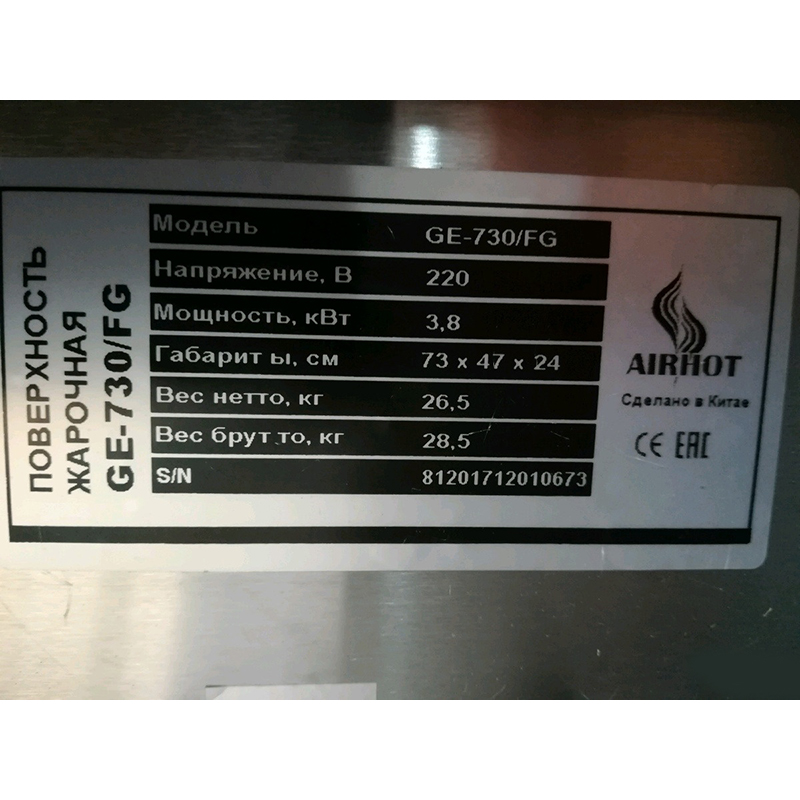 ПОВЕРХНОСТЬ
ЖАРОЧНАЯ
GE-730/FG
Модель GE-730/FG
Напряжение, В 220
Мощность, кВт 3,8
Габарит ы, см 73 x 47 x 24
Вес нетто, кг 26,5
Вес брут то, кг 28,5
S/N 81201712010673
AIRHOT
Сделано в Китае
CE EAC